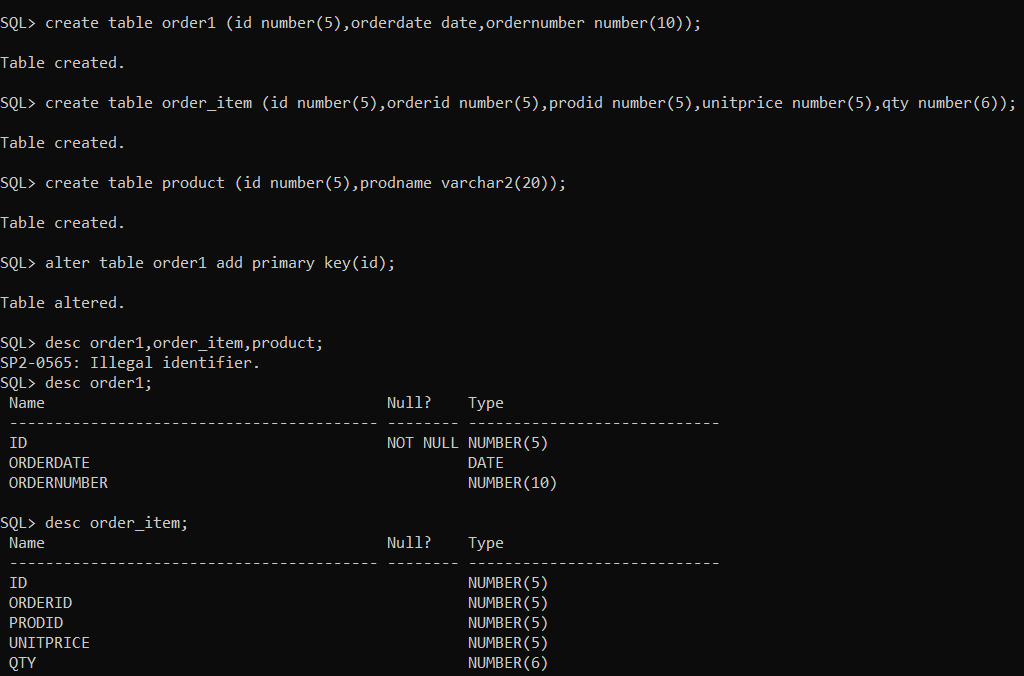 SQL> create table order1 (id number(5),orderdate date,ordernumber number(10));
Table created.
SQL> create table order_item (id number(5),orderid number(5),prodid number(5),unitprice number(5),qty number(6));
Table created.
SQL> create table product (id number(5),prodname varchar2(20));
Table created.
SQL> alter table order1 add primary key(id);
Table altered.
SQL> desc order1,order_item,product;
SP2-0565: Illegal identifier.
SQL> desc order1;
 Name                                      Null?    Type
 ----------------------------------------- -------- ----------------------------
 ID                                        NOT NULL NUMBER(5)
 ORDERDATE                                          DATE
 ORDERNUMBER                                        NUMBER(10)
SQL> desc order_item;
 Name                                      Null?    Type
 ----------------------------------------- -------- ----------------------------
 ID                                                 NUMBER(5)
 ORDERID                                            NUMBER(5)
 PRODID                                             NUMBER(5)
 UNITPRICE                                          NUMBER(5)
 QTY                                                NUMBER(6)